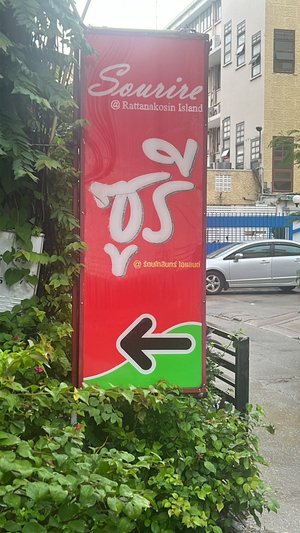 Sourire
@ Rattanakosin Island
ซูรี
@ รัตนโกสินทร์ ไอแลนด์